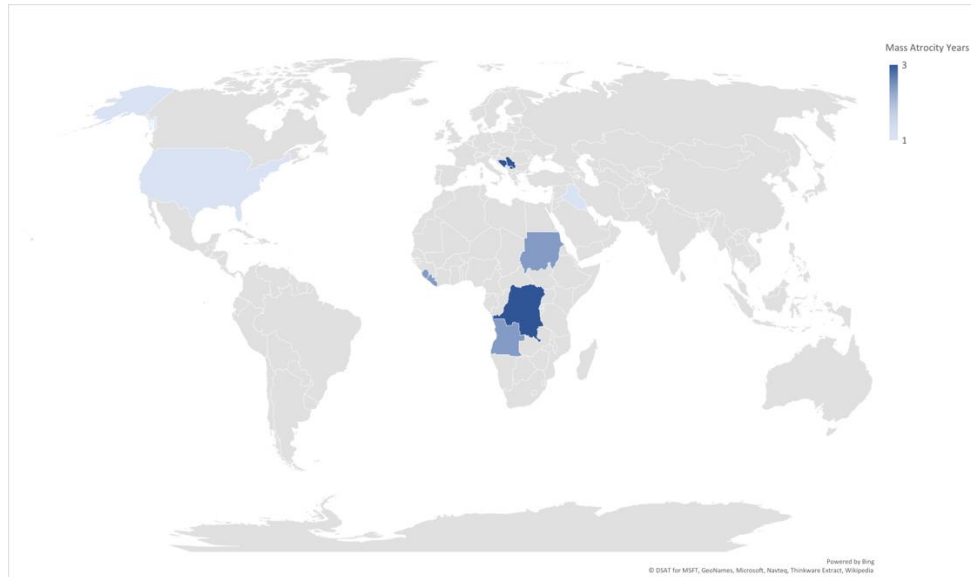 Mass Atrocity Years
3
1
Powered by Bing
© DSAT for MSFT, GeoNames, Microsoft, Navteq, Thinkware Extract, Wikipedia